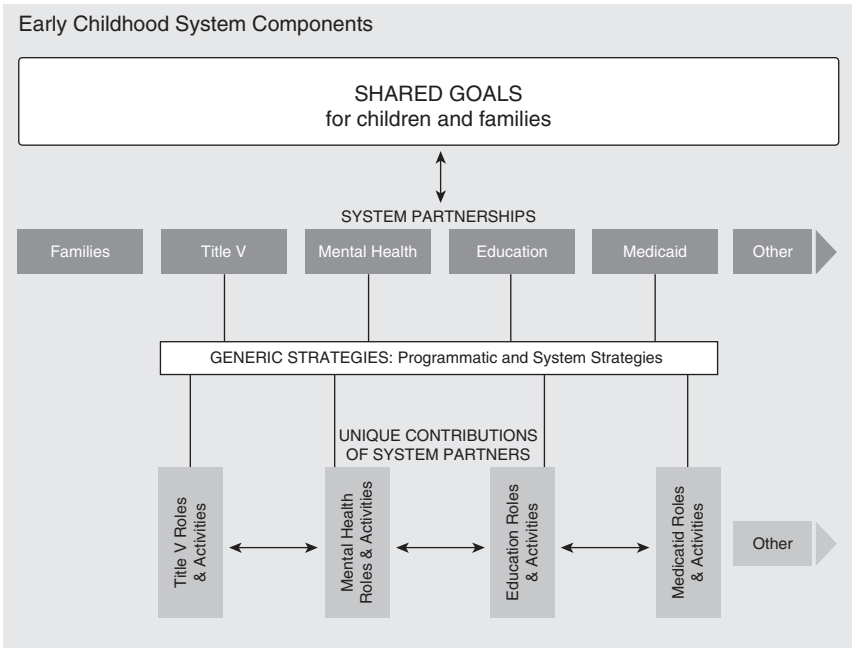 Early Childhood System Components
SHARED GOALS
for children and families
SYSTEM PARTNERSHIPS
Families
Title V
Mental Health
Education
Medicaid
Other
GENERIC STRATEGIES: Programmatic and System Strategies
UNIQUE CONTRIBUTIONS
OF SYSTEM PARTNERS
Title V Roles
& Activities
Mental Health
Roles & Activities
Education Roles
& Activities
Medicatid Roles
& Activities
Other